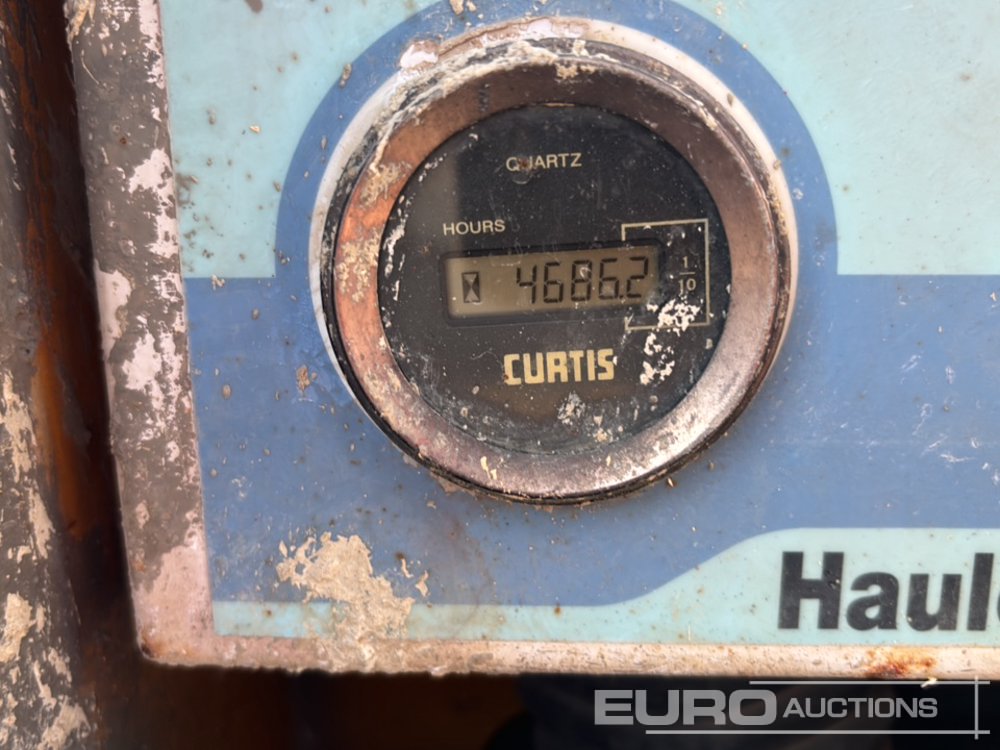 QUARTZ
HOURS
4686.2
1/10
CURTIS
Haul
EURO AUCTIONS